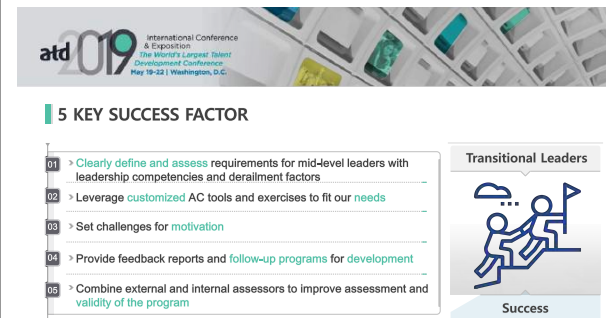 atd 2019
International Conference
& Exposition
The World's Largest Talent
Development Conference
May 19-22 | Washington, D.C.
5 KEY SUCCESS FACTOR
01 > Clearly define and assess requirements for mid-level leaders with
leadership competencies and derailment factors
02 > Leverage customized AC tools and exercises to fit our needs
03 > Set challenges for motivation
04 > Provide feedback reports and follow-up programs for development
05 > Combine external and internal assessors to improve assessment and
validity of the program
Transitional Leaders
Success